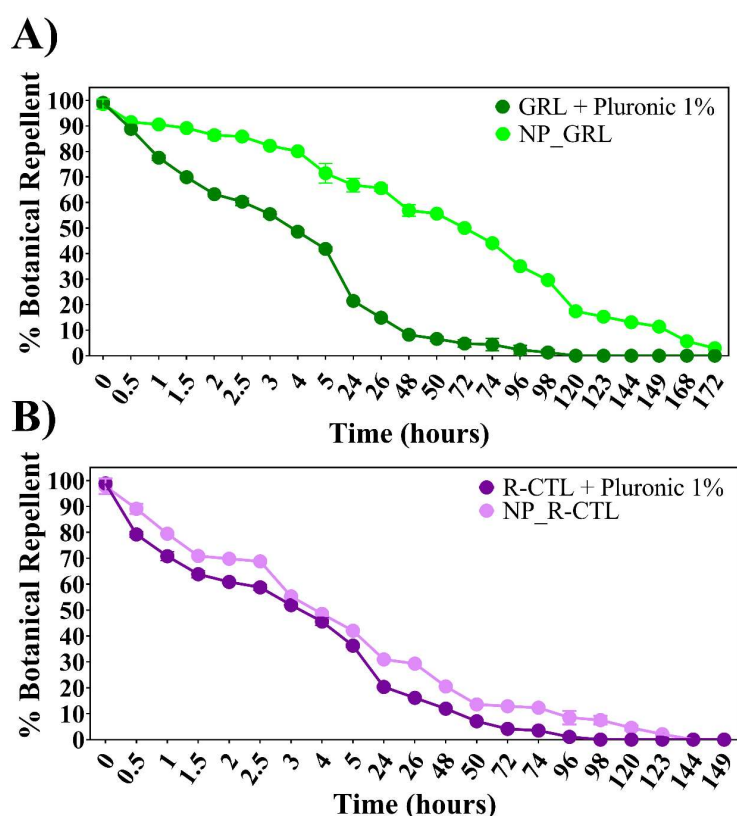 A)
% Botanical Repellent
100
90
80
70
60
50
40
30
20
10
0
GRL + Pluronic 1%
NP_GRL
0 0.5 1 1.5 2 2.5 3 4 5 24 26 48 50 72 74 96 98 120 123 144 149 168 172
Time (hours)
B)
% Botanical Repellent
100
90
80
70
60
50
40
30
20
10
0
R-CTL + Pluronic 1%
NP_R-CTL
0 0.5 1 1.5 2 2.5 3 4 5 24 26 48 50 72 74 96 98 120 123 144 149
Time (hours)